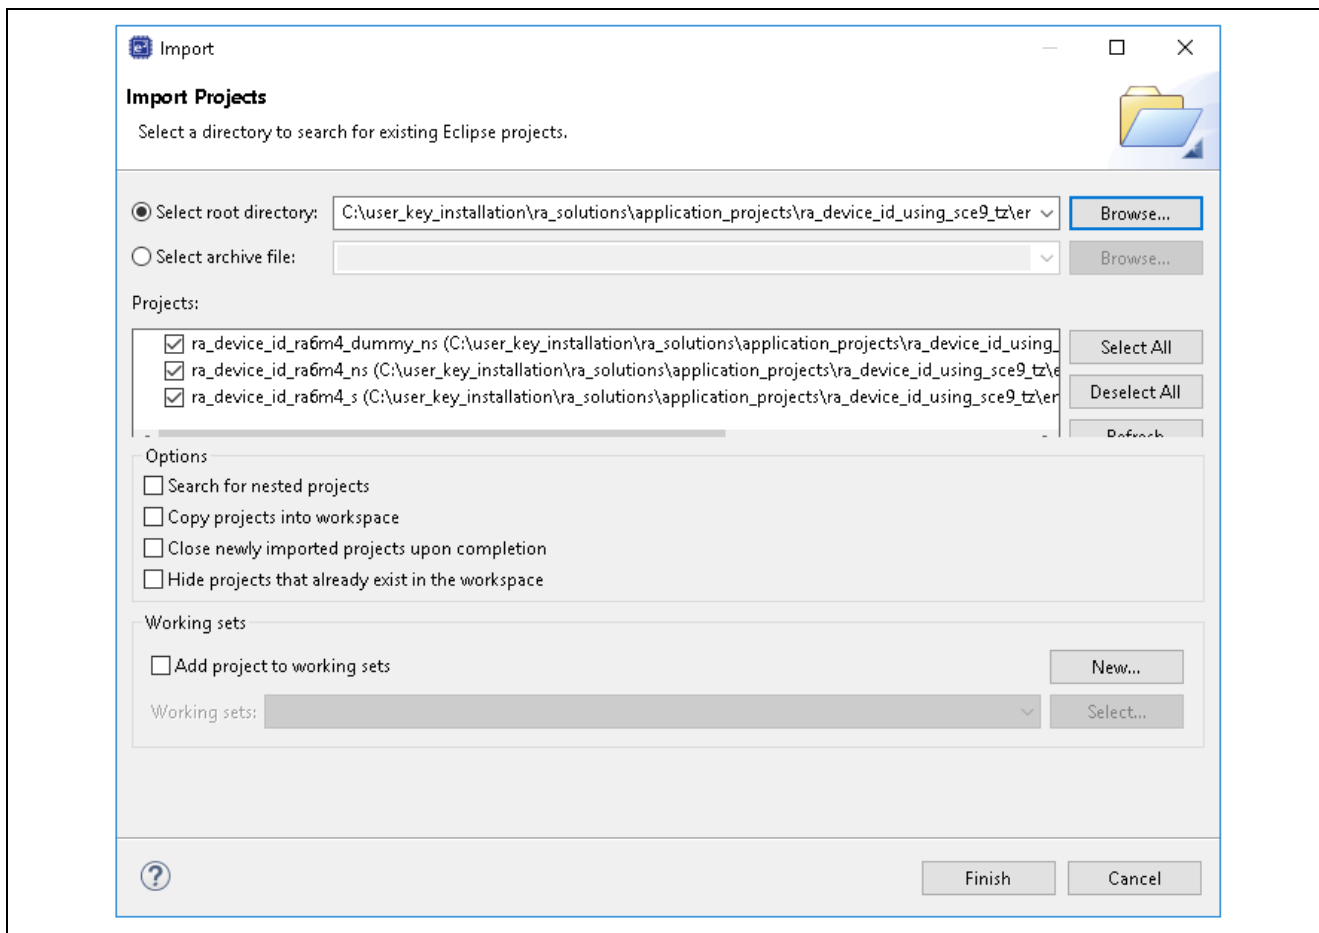 Import
Import Projects
Select a directory to search for existing Eclipse projects.
Select root directory: C:\user_key_installation\ra_solutions\application_projects\ra_device_id_using_sce9_tz\er Browse...
Select archive file: Browse...
Projects:
ra_device_id_ra6m4_dummy_ns (C:\user_key_installation\ra_solutions\application_projects\ra_device_id_using_ Select All
ra_device_id_ra6m4_ns (C:\user_key_installation\ra_solutions\application_projects\ra_device_id_using_sce9_tz\e
ra_device_id_ra6m4_s (C:\user_key_installation\ra_solutions\application_projects\ra_device_id_using_sce9_tz\er Deselect All
Refresh
Options
Search for nested projects
Copy projects into workspace
Close newly imported projects upon completion
Hide projects that already exist in the workspace
Working sets
Add project to working sets New...
Working sets: Select...
? Finish Cancel